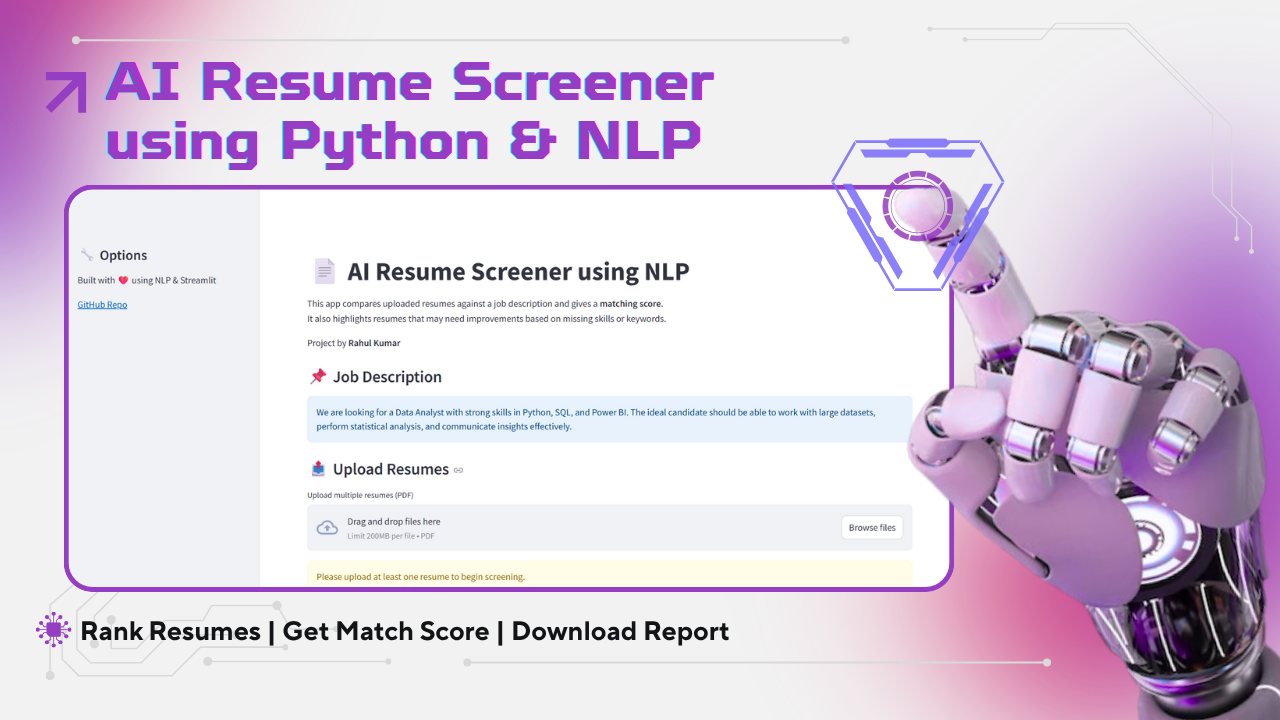 AI Resume Screener
using Python & NLP
Options
Built with ❤️ using NLP & Streamlit
GitHub Repo
AI Resume Screener using NLP
This app compares uploaded resumes against a job description and gives a matching score.
It also highlights resumes that may need improvements based on missing skills or keywords.
Project by Rahul Kumar
Job Description
We are looking for a Data Analyst with strong skills in Python, SQL, and Power BI. The ideal candidate should be able to work with large datasets,
perform statistical analysis, and communicate insights effectively.
Upload Resumes
Upload multiple resumes (PDF)
Drag and drop files here
Limit 200MB per file • PDF
Browse files
Please upload at least one resume to begin screening.
Rank Resumes | Get Match Score | Download Report